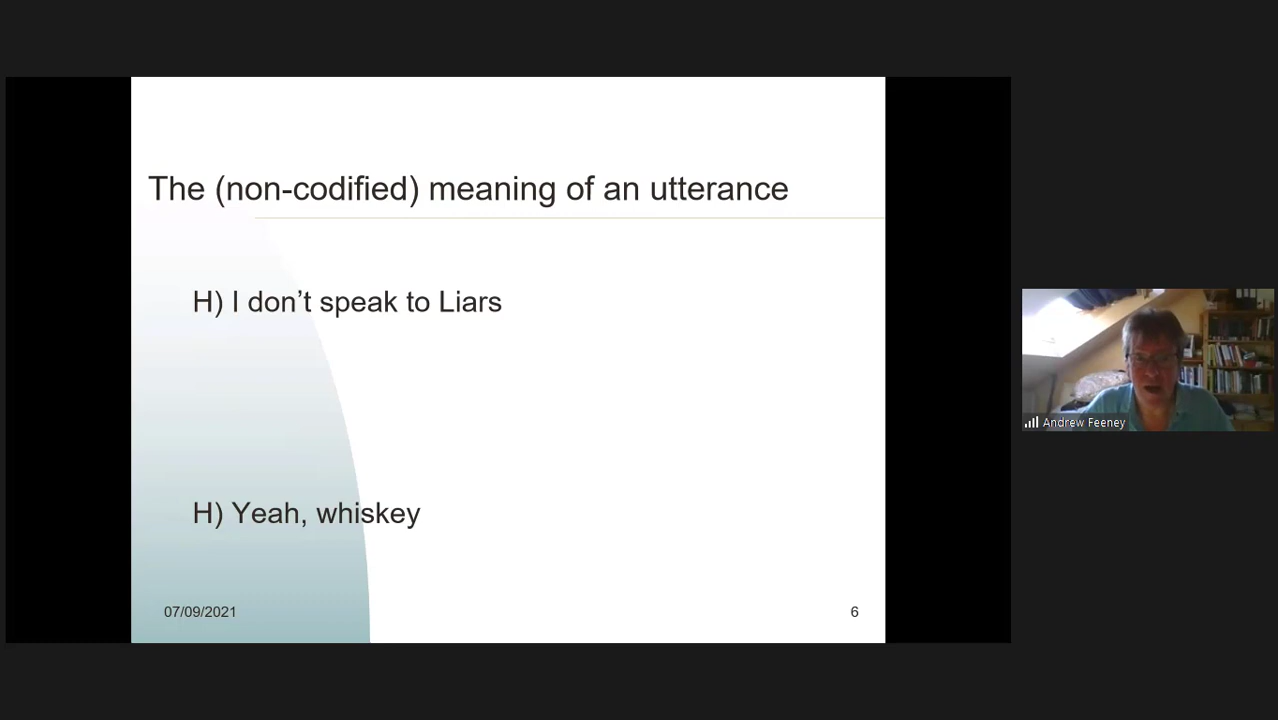 The (non-codified) meaning of an utterance
H) I don’t speak to Liars
H) Yeah, whiskey
07/09/2021
6
Andrew Feeney